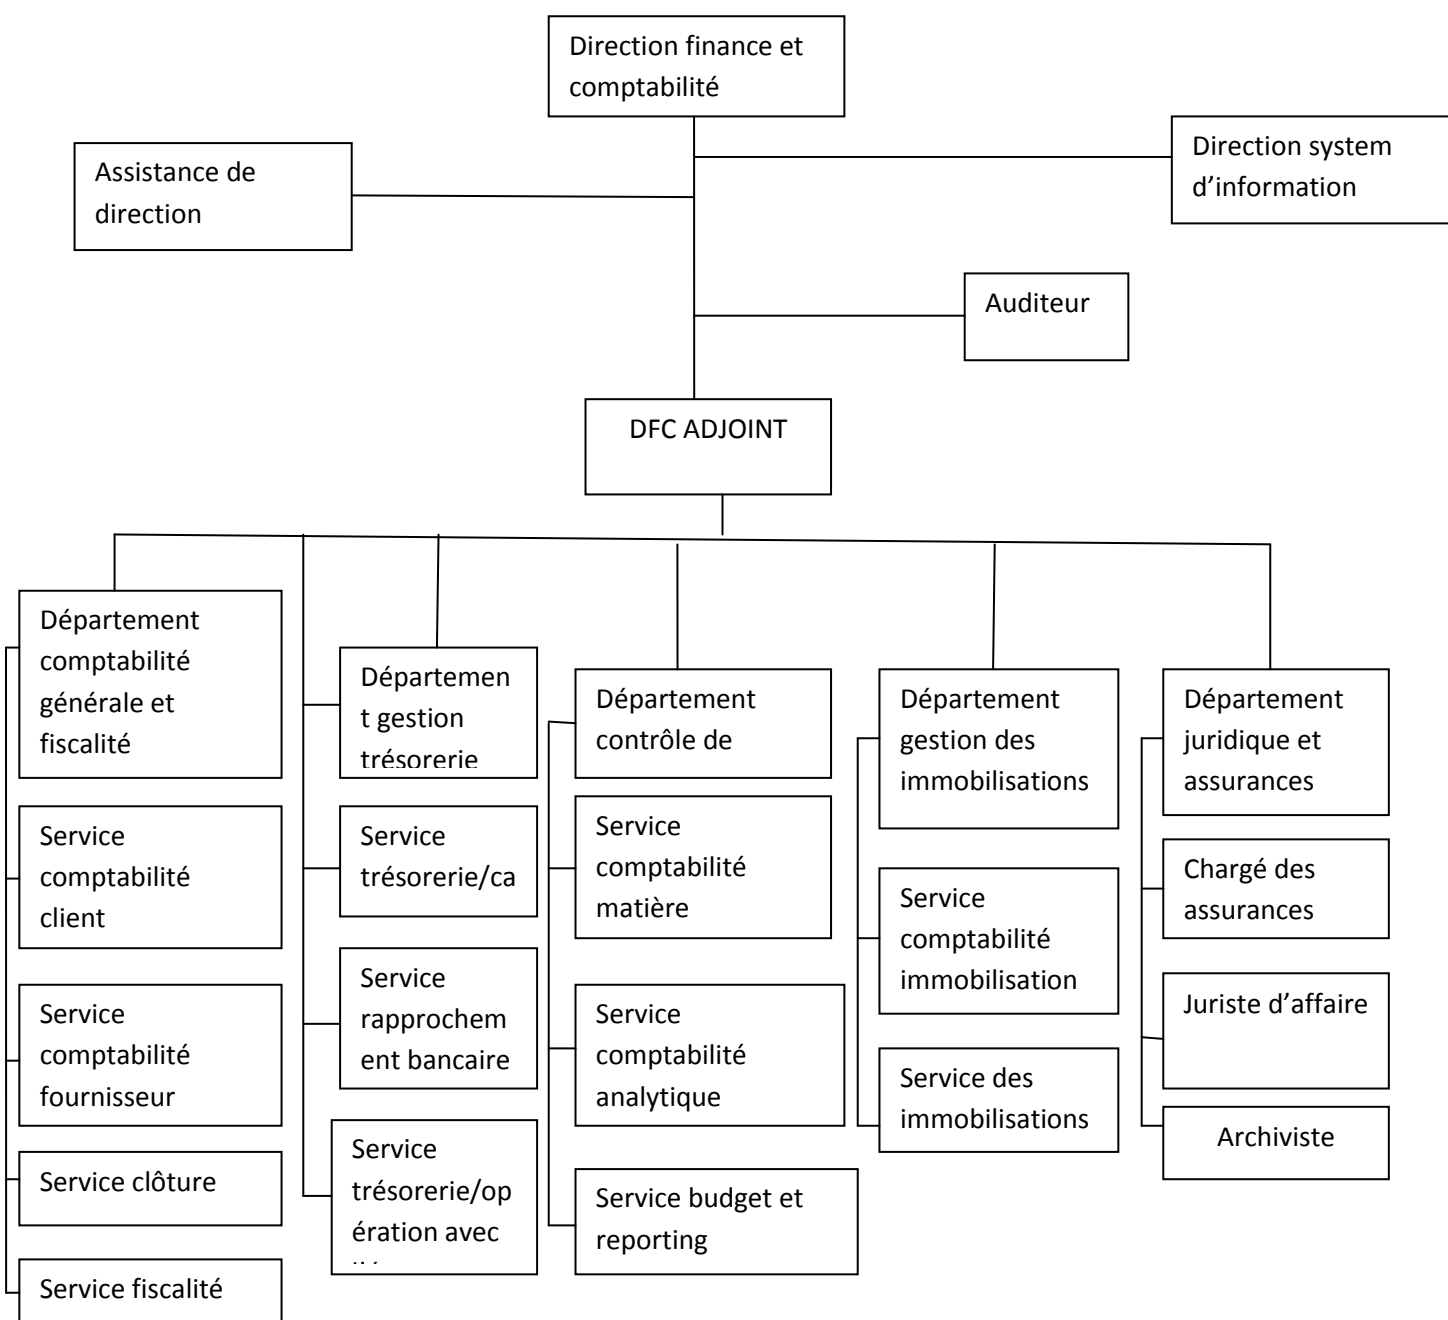 Direction finance et
comptabilité
Direction system
d’information
Assistance de
direction
Auditeur
DFC ADJOINT
Département
comptabilité
générale et
fiscalité
Service
comptabilité
client
Service
comptabilité
fournisseur
Service clôture
Service fiscalité
Départemen
t gestion
trésorerie
Service
trésorerie/ca
Service
rapprochem
ent bancaire
Service
trésorerie/op
ération avec
Département
contrôle de
Service
comptabilité
matière
Service
comptabilité
analytique
Service budget et
reporting
Département
gestion des
immobilisations
Service
comptabilité
immobilisation
Service des
immobilisations
Département
juridique et
assurances
Chargé des
assurances
Juriste d’affaire
Archiviste